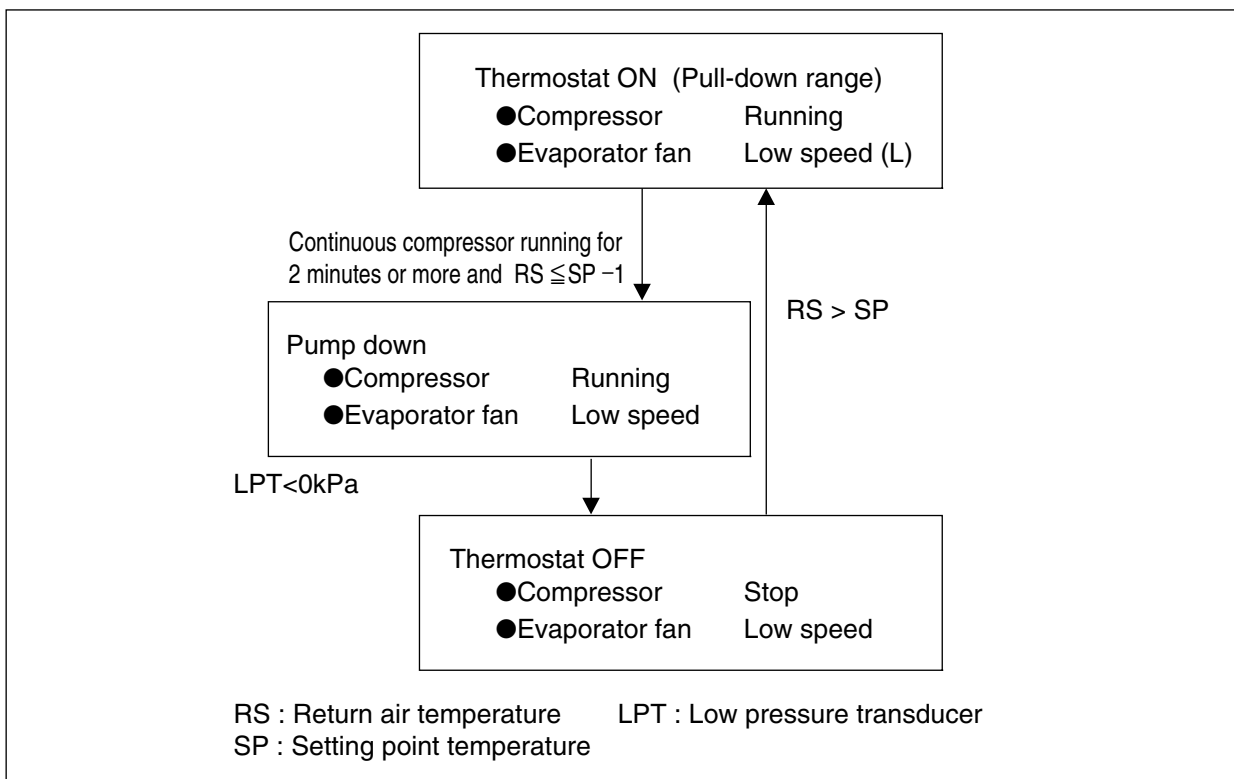 Thermostat ON (Pull-down range)
●Compressor Running
●Evaporator fan Low speed (L)
Continuous compressor running for
2 minutes or more and RS ≦SP −1
RS > SP
Pump down
●Compressor Running
●Evaporator fan Low speed
LPT<0kPa
Thermostat OFF
●Compressor Stop
●Evaporator fan Low speed
RS : Return air temperature LPT : Low pressure transducer
SP : Setting point temperature